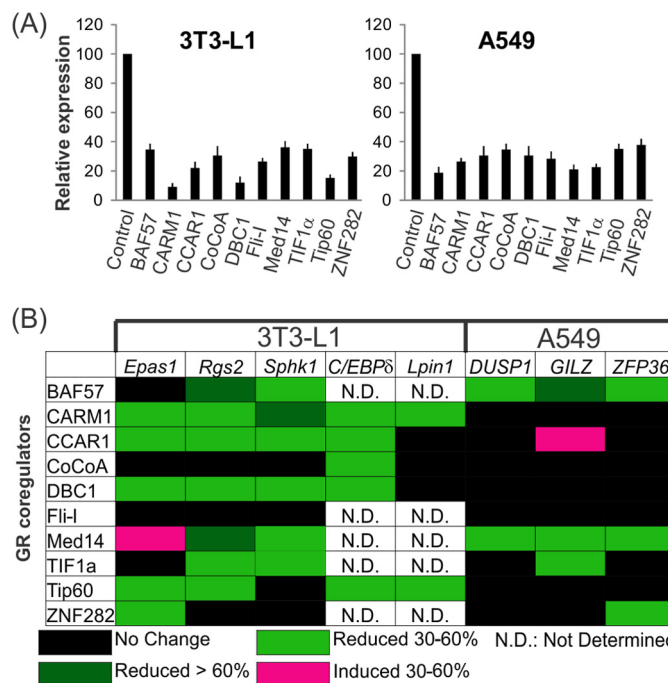 (A)
3T3-L1
A549
Relative expression
120
100
80
60
40
20
0
120
100
80
60
40
20
0
Control
BAF57
CARM1
CCAR1
CoCoA
DBC1
Fli-I
Med14
TIF1α
Tip60
ZNF282
Control
BAF57
CARM1
CCAR1
CoCoA
DBC1
Fli-I
Med14
TIF1α
Tip60
ZNF282
(B)
3T3-L1 A549
Epas1 Rgs2 Sphk1 C/EBPδ Lpin1 DUSP1 GILZ ZFP36
GR coregulators
BAF57 N.D. N.D.
CARM1
CCAR1
CoCoA
DBC1
Fli-I N.D. N.D.
Med14 N.D. N.D.
TIF1a N.D. N.D.
Tip60
ZNF282 N.D. N.D.
No Change Reduced 30-60% N.D.: Not Determined
Reduced > 60% Induced 30-60%